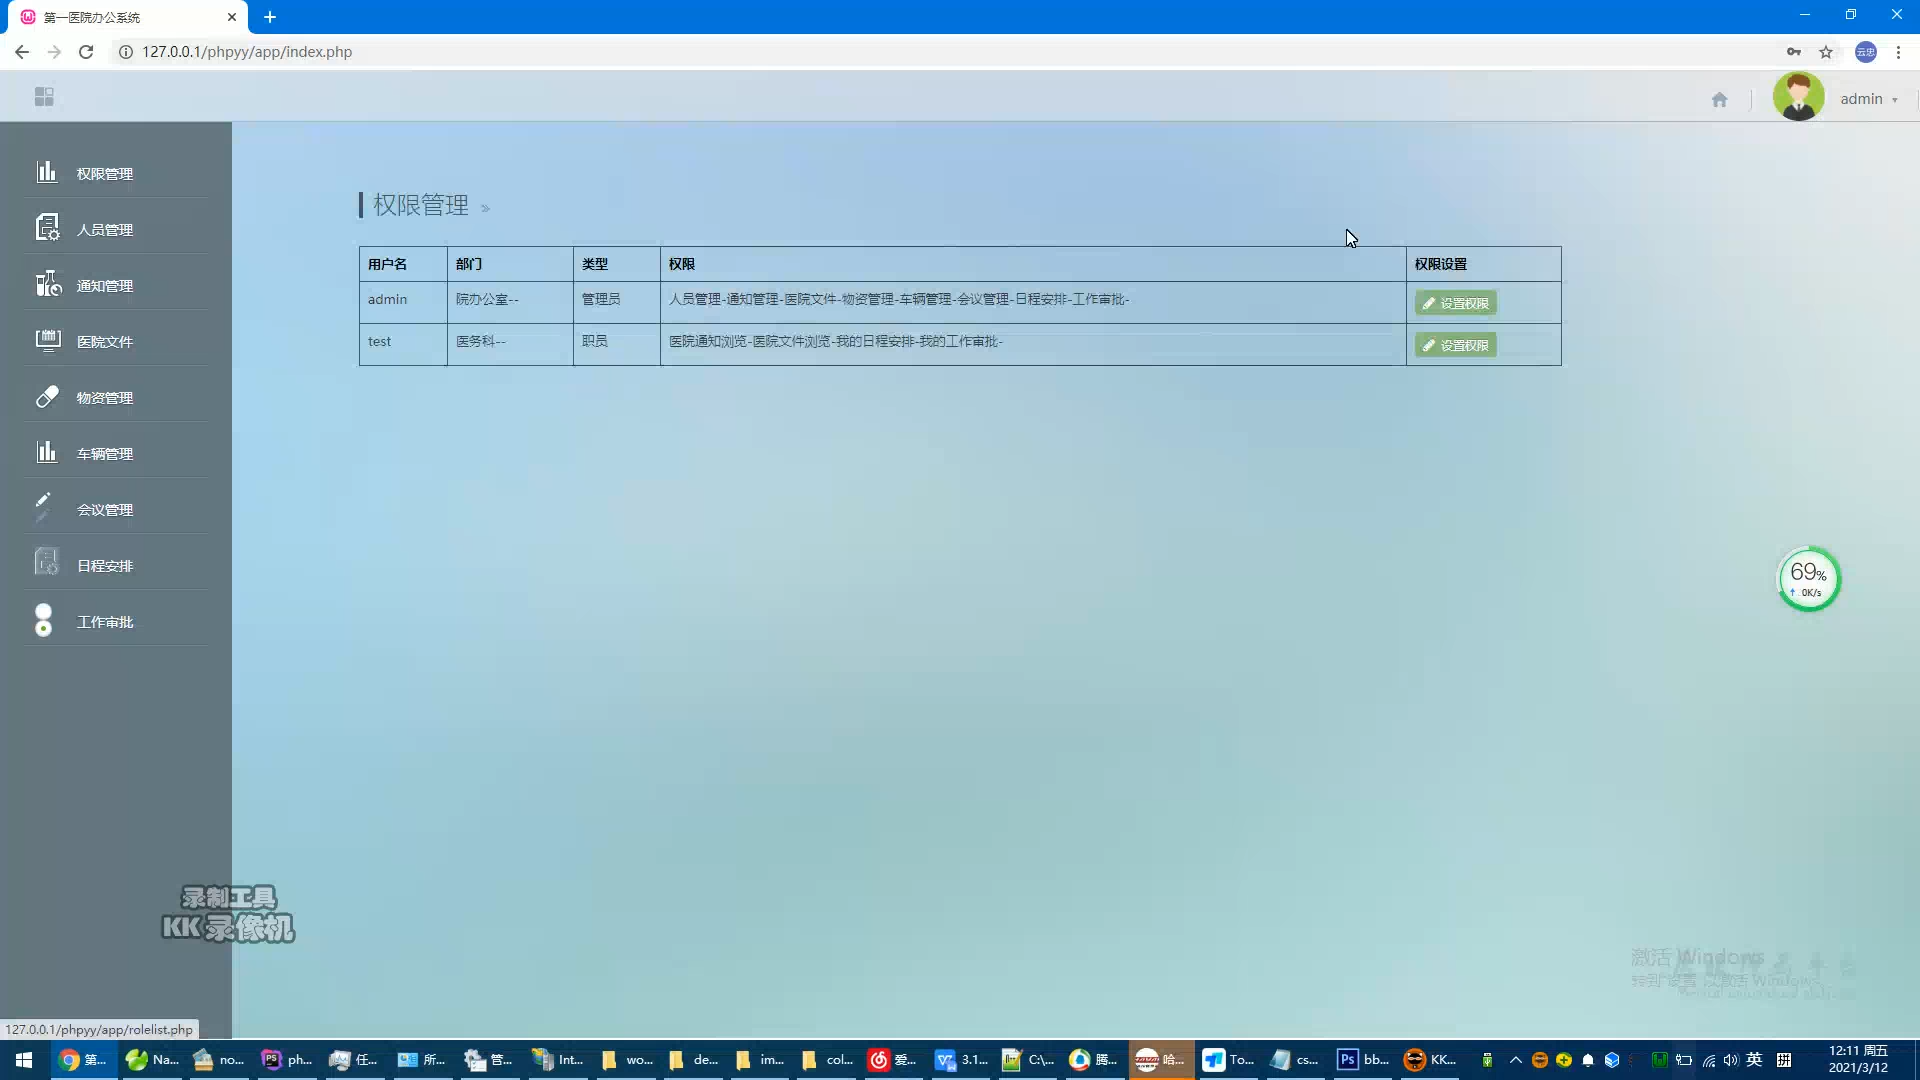 第一医院办公系统
127.0.0.1/phpyy/app/index.php
云忠
admin
权限管理
人员管理
通知管理
医院文件
物资管理
车辆管理
会议管理
日程安排
工作审批
权限管理 »
用户名 部门 类型 权限 权限设置
admin 院办公室-- 管理员 人员管理-通知管理-医院文件-物资管理-车辆管理-会议管理-日程安排-工作审批- 设置权限
test 医务科-- 职员 医院通知浏览-医院文件浏览-我的日程安排-我的工作审批- 设置权限
69%
0K/s
录制工具
KK录像机
激活 Windows
转到"设置"以激活 Windows。
127.0.0.1/phpyy/app/rolelist.php
第... Na... no... ph... 任... 所... 管... Int... wo... de... im... col... 爱... 3.1... C:\... 腾... 哈... To... cs... bb... KK... 英 拼
12:11 周五
2021/3/12